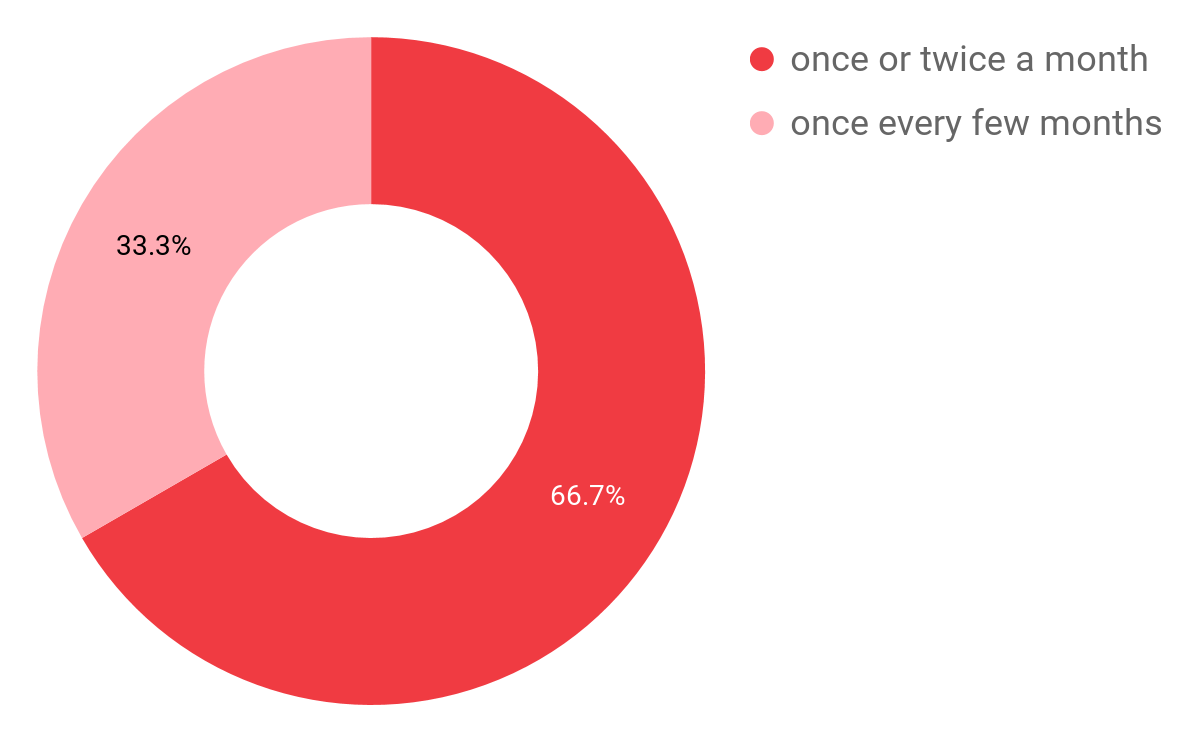 once or twice a month
once every few months
33.3%
66.7%